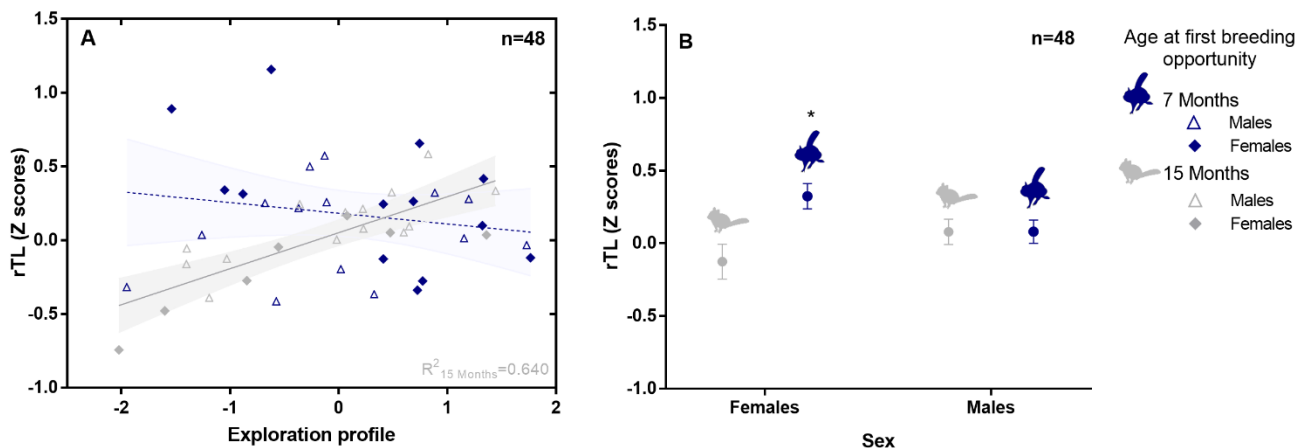 A
n=48
rTL (Z scores)
1.5
1.0
0.5
0.0
-0.5
-1.0
-2
-1
0
1
2
R²15 Months=0.640
Exploration profile
B
n=48
rTL (Z scores)
1.5
1.0
0.5
0.0
-0.5
-1.0
*
Females
Males
Sex
Age at first breeding
opportunity
7 Months
Males
Females
15 Months
Males
Females